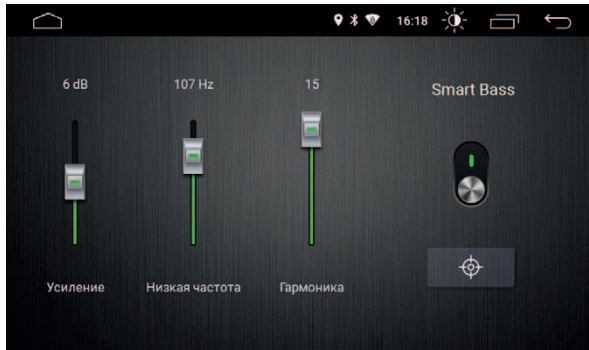 16:18
6 dB
107 Hz
15
Smart Bass
Усиление
Низкая частота
Гармоника